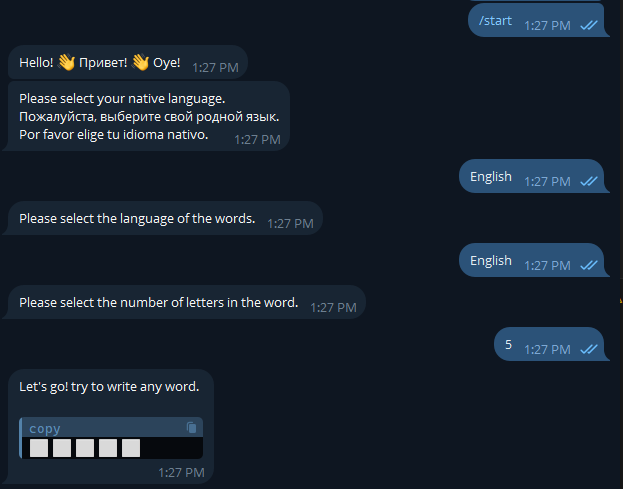 /start 1:27 PM
Hello! 👋 Привет! 👋 Oye! 1:27 PM
Please select your native language.
Пожалуйста, выберите свой родной язык.
Por favor elige tu idioma nativo. 1:27 PM
English 1:27 PM
Please select the language of the words. 1:27 PM
English 1:27 PM
Please select the number of letters in the word. 1:27 PM
5 1:27 PM
Let's go! try to write any word.
copy
⬜⬜⬜⬜⬜
1:27 PM